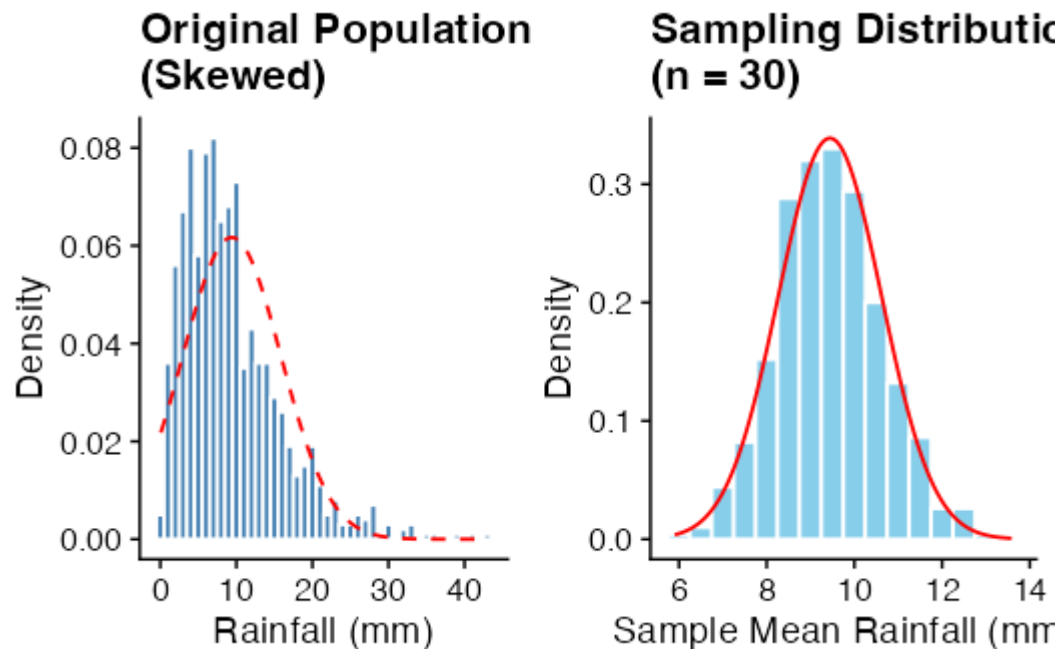 Original Population
(Skewed)
0.08
0.06
0.04
0.02
0.00
Density
0 10 20 30 40
Rainfall (mm)
Sampling Distributio
(n = 30)
0.3
0.2
0.1
0.0
Density
6 8 10 12 14
Sample Mean Rainfall (mm